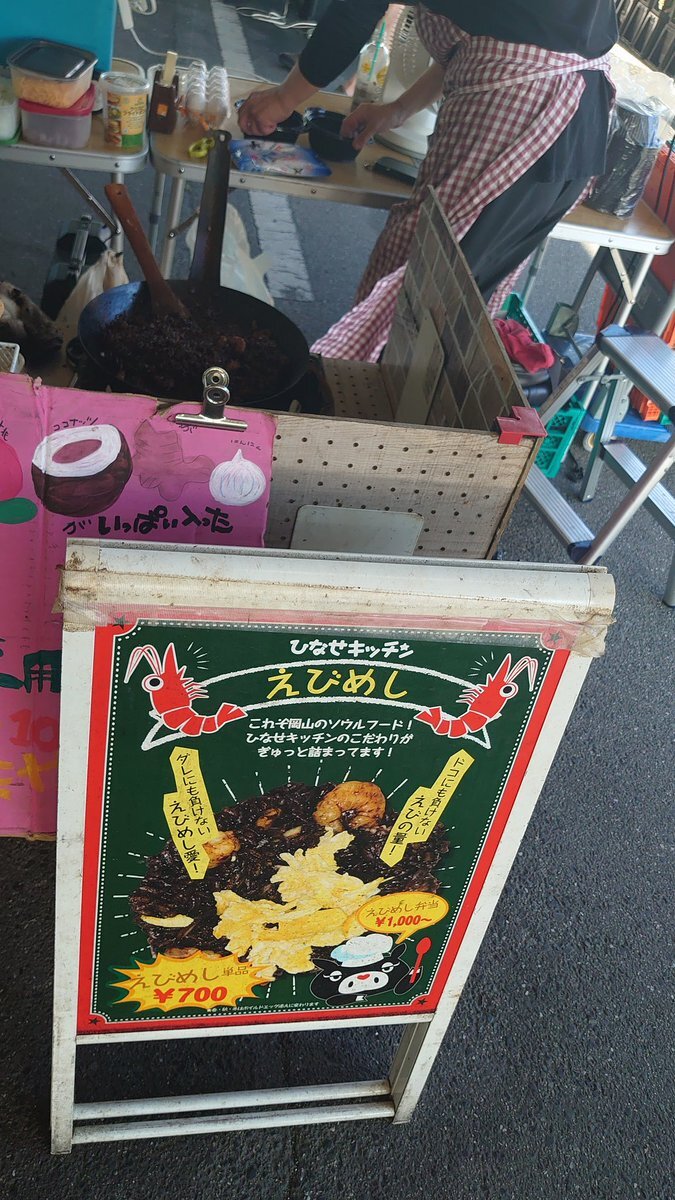 ココナッツ
にんにく
がいっぱい入った
ひなせキッチン
えびめし
これぞ岡山のソウルフード！
ひなせキッチンのこだわりが
ぎゅっと詰まってます！
ダレにも負けない
えびめし愛！
ドコにも負けない
えびの量！
えびめし弁当
¥1,000〜
えびめし単品
¥700